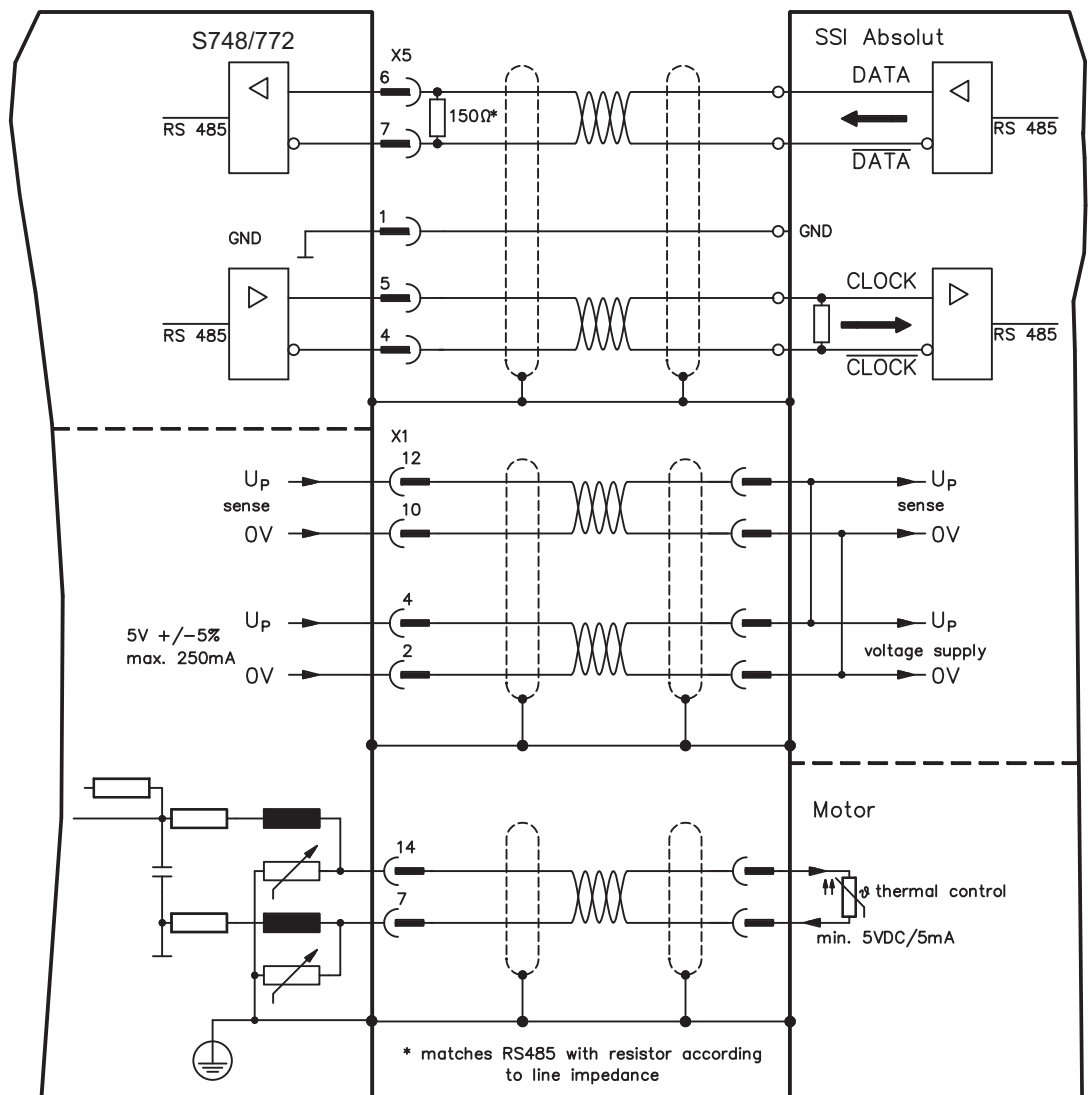 S748/772
SSI Absolut
X5
6
DATA
150Ω*
RS 485
RS 485
7
DATA
1
GND
GND
5
CLOCK
RS 485
RS 485
4
CLOCK
X1
12
UP
UP
sense
sense
10
0V
0V
4
UP
UP
5V +/-5%
max. 250mA
voltage supply
2
0V
0V
Motor
14
ϑ thermal control
7
min. 5VDC/5mA
* matches RS485 with resistor according
to line impedance